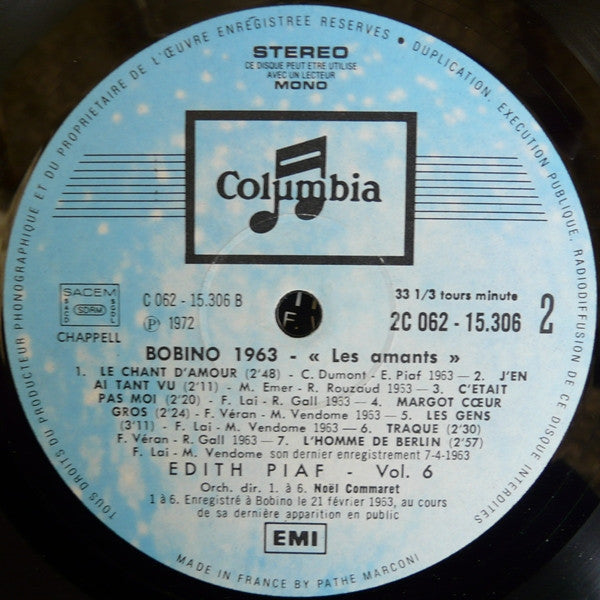 TOUS DROITS DU PRODUCTEUR PHONOGRAPHIQUE ET DU PROPRIETAIRE DE L'ŒUVRE ENREGISTREE RESERVES • DUPLICATION, EXECUTION PUBLIQUE, RADIODIFFUSION DE CE DISQUE INTERDITES
STEREO
CE DISQUE PEUT ETRE UTILISE
AVEC UN LECTEUR
MONO
Columbia
SACEM
SACD SDRM SGDL
CHAPPELL
C 062 - 15.306 B
Ⓟ 1972
33 1/3 tours minute
2C 062 - 15.306 2
BOBINO 1963 - « Les amants »
1. LE CHANT D'AMOUR (2'48) - C. Dumont - E. Piaf 1963 — 2. J'EN
AI TANT VU (2'11) - M. Emer - R. Rouzaud 1963 — 3. C'ETAIT
PAS MOI (2'20) - F. Lai - R. Gall 1963 — 4. MARGOT CŒUR
GROS (2'24) - F. Véran - M. Vendome 1963 — 5. LES GENS
(3'11) - F. Lai - M. Vendome 1963 — 6. TRAQUE (2'30)
F. Véran - R. Gall 1963 — 7. L'HOMME DE BERLIN (2'57)
F. Lai - M. Vendome son dernier enregistrement 7-4-1963
EDITH PIAF - Vol. 6
Orch. dir. 1. à 6. Noël Commaret
1 à 6. Enregistré à Bobino le 21 février 1963, au cours
de sa dernière apparition en public
EMI
MADE IN FRANCE BY PATHE MARCONI